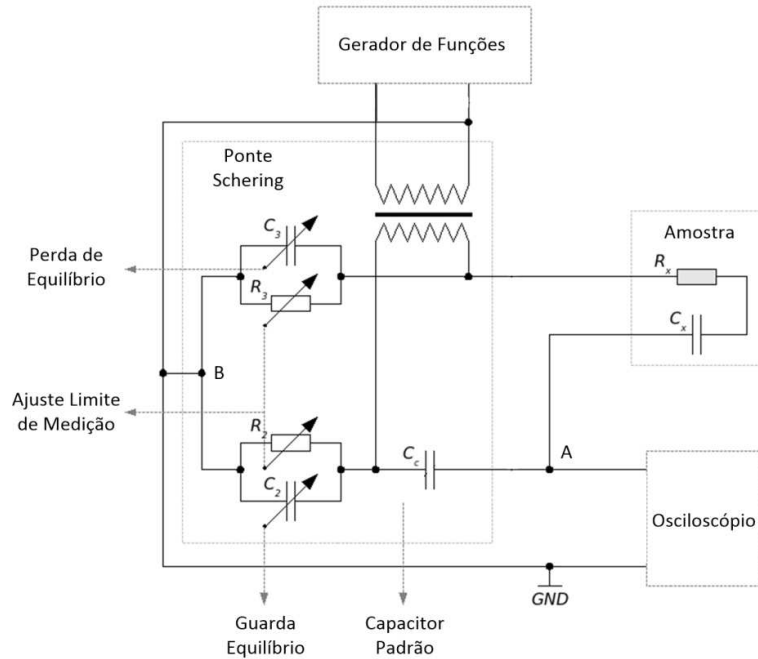 Gerador de Funções
Ponte
Schering
C3
Perda de
Equilíbrio
R3
Amostra
Rx
Cx
B
Ajuste Limite
de Medição
R2
C2
Cc
A
Osciloscópio
GND
Guarda
Equilíbrio
Capacitor
Padrão